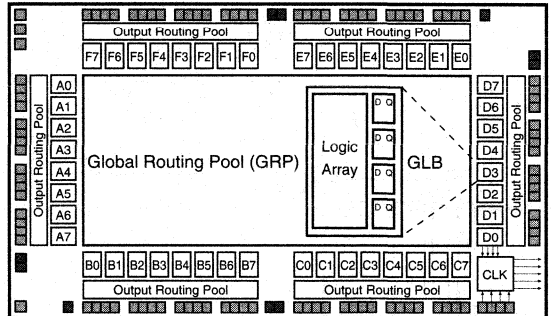 Output Routing Pool Output Routing Pool
F7 F6 F5 F4 F3 F2 F1 F0 E7 E6 E5 E4 E3 E2 E1 E0
Output Routing Pool
A0
A1
A2
A3
A4
A5
A6
A7
Global Routing Pool (GRP)
Logic
Array
D Q
D Q
D Q
D Q
GLB
D7
D6
D5
D4
D3
D2
D1
D0
Output Routing Pool
CLK
B0 B1 B2 B3 B4 B5 B6 B7 C0 C1 C2 C3 C4 C5 C6 C7
Output Routing Pool Output Routing Pool